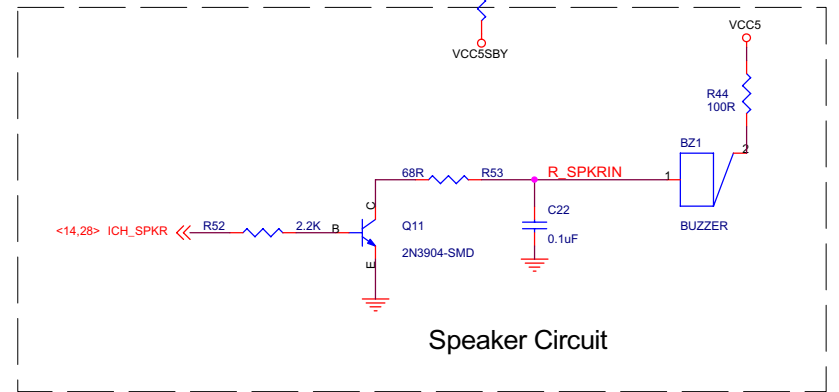 VCC5SBY
VCC5
R44
100R
BZ1
2
68R R53 R_SPKRIN 1
C
C22
<14,28> ICH_SPKR R52 2.2K B Q11
0.1uF
BUZZER
2N3904-SMD
E
Speaker Circuit